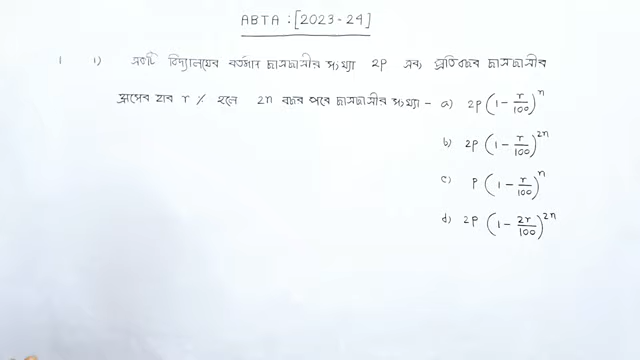 ABTA : [2023-24]
1 1) একটি বিদ্যালয়ের বর্তমান ছাত্রছাত্রীর সংখ্যা 2p এবং প্রতিবছর ছাত্রছাত্রীর
হ্রাসের হার r % হলে 2n বছর পরে ছাত্রছাত্রীর সংখ্যা - a) 2p (1 - r/100)^n
b) 2p (1 - r/100)^2n
c) p (1 - r/100)^n
d) 2p (1 - 2r/100)^2n